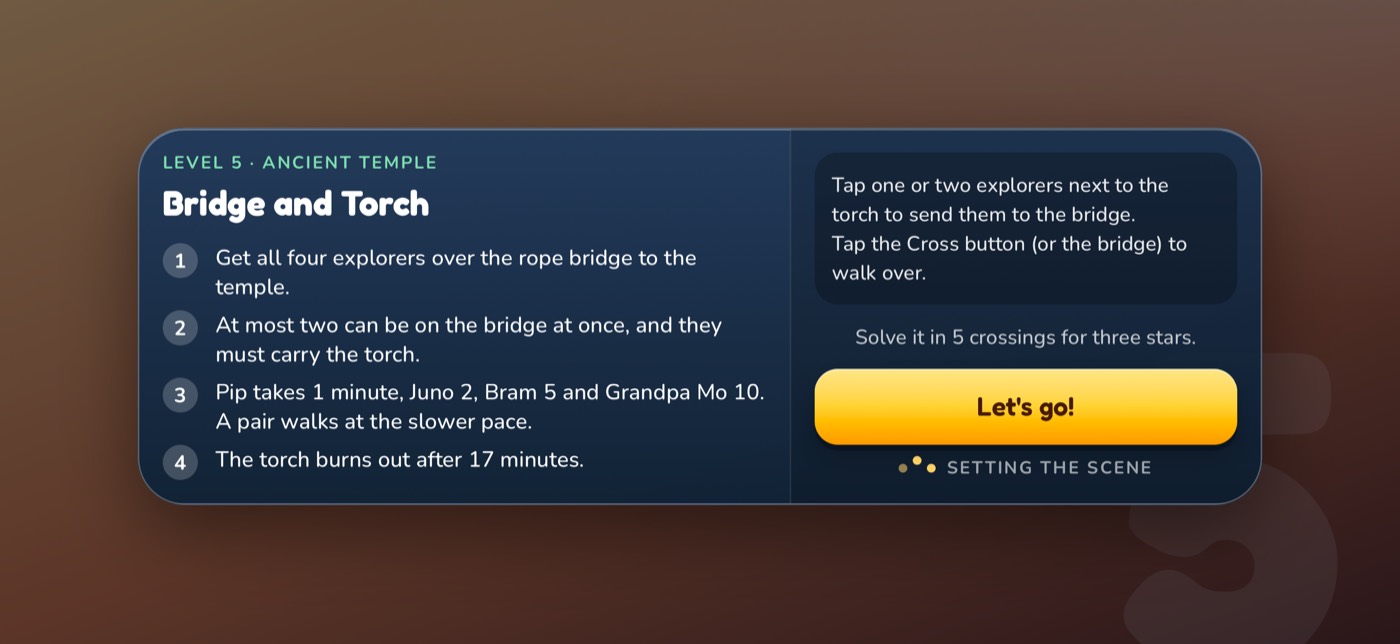 LEVEL 5 · ANCIENT TEMPLE
Bridge and Torch
1 Get all four explorers over the rope bridge to the
temple.
2 At most two can be on the bridge at once, and they
must carry the torch.
3 Pip takes 1 minute, Juno 2, Bram 5 and Grandpa Mo 10.
A pair walks at the slower pace.
4 The torch burns out after 17 minutes.
Tap one or two explorers next to the
torch to send them to the bridge.
Tap the Cross button (or the bridge) to
walk over.
Solve it in 5 crossings for three stars.
Let's go!
SETTING THE SCENE
5